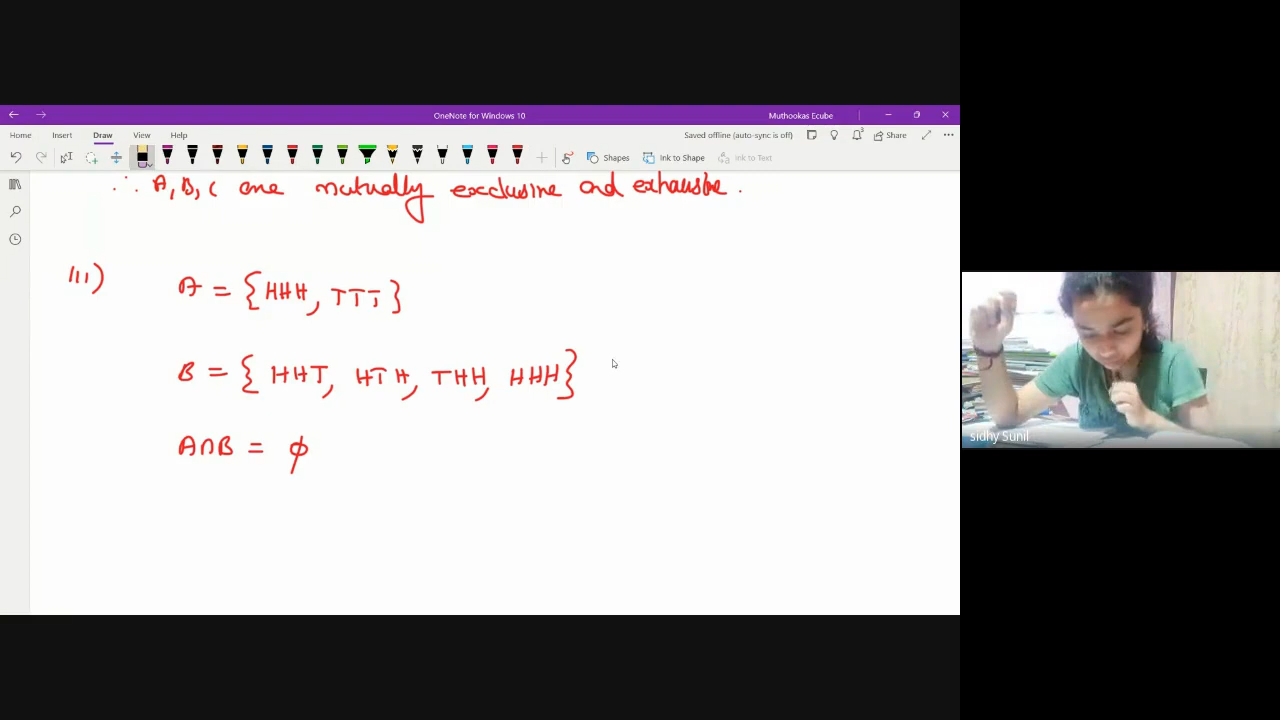 OneNote for Windows 10
Muthookas Ecube
Home Insert Draw View Help
Saved offline (auto-sync is off)
Share
Shapes
Ink to Shape
Ink to Text
∴ A, B, C are mutually exclusive and exhaustive.
III) A = {HHH, TTT}
B = { HHT, HTH, THH, HHH}
A∩B = ϕ
sidhy Sunil